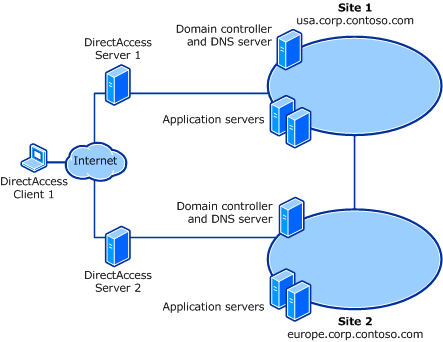 Site 1
usa.corp.contoso.com
Domain controller
and DNS server
DirectAccess
Server 1
Application servers
Internet
DirectAccess
Client 1
Domain controller
and DNS server
DirectAccess
Server 2
Application servers
Site 2
europe.corp.contoso.com